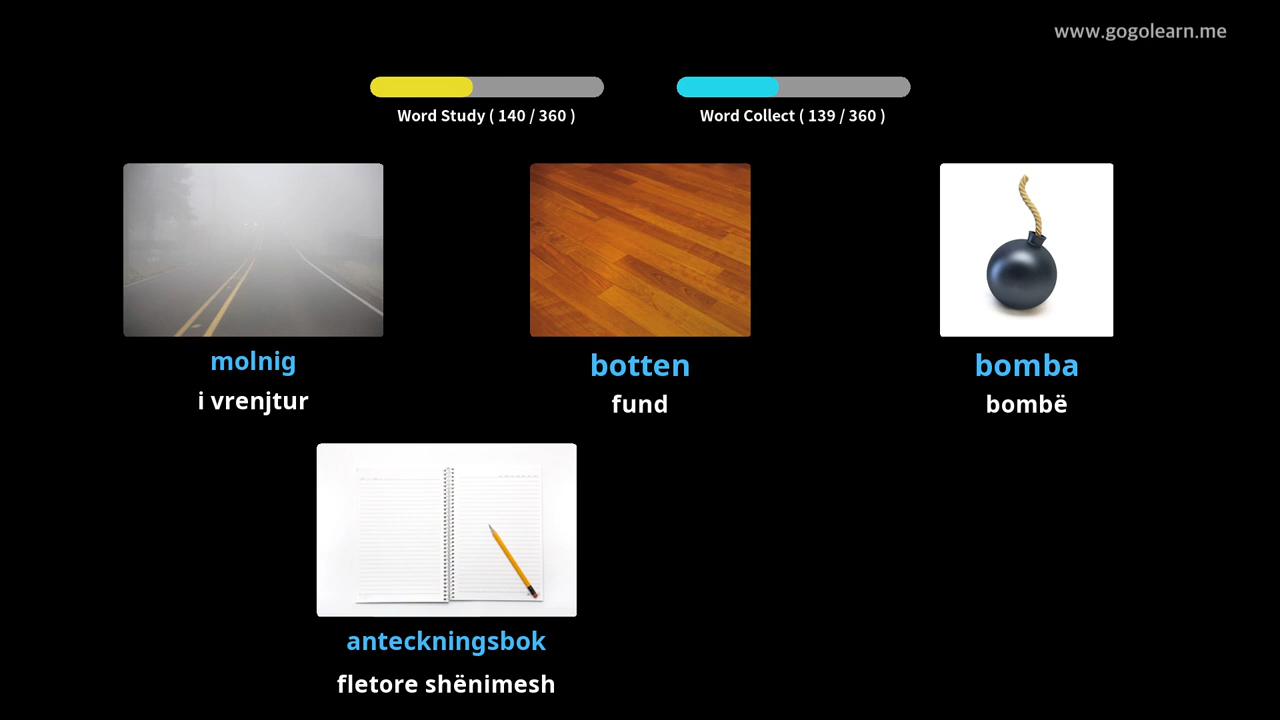 www.gogolearn.me
Word Study ( 140 / 360 )
Word Collect ( 139 / 360 )
molnig
i vrenjtur
botten
fund
bomba
bombë
anteckningsbok
fletore shënimesh